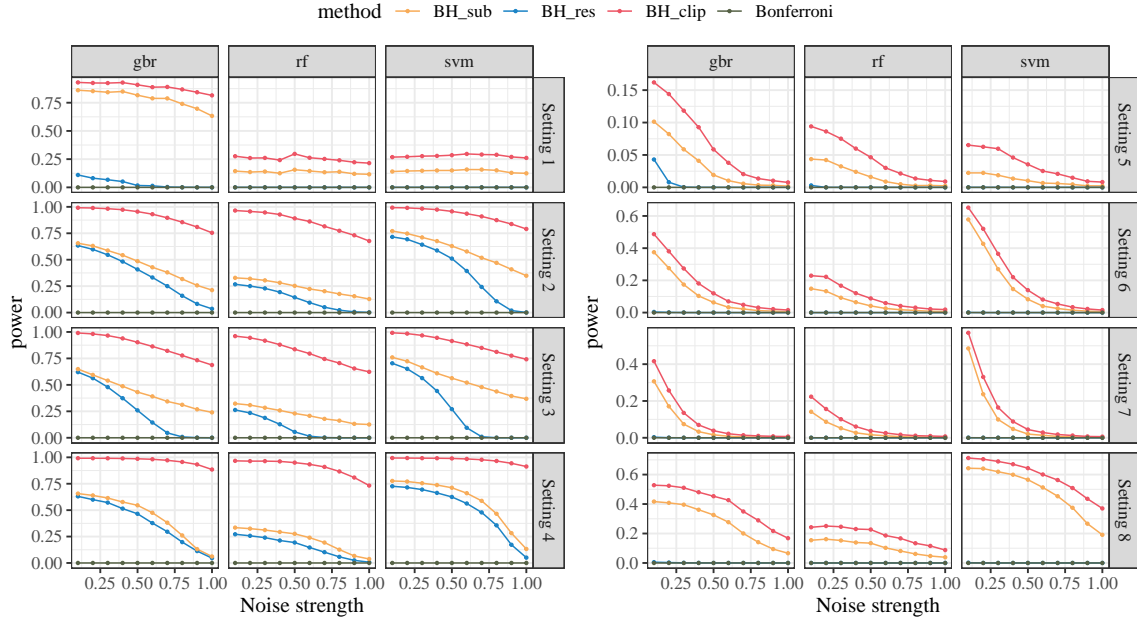 method BH_sub BH_res BH_clip Bonferroni
gbr rf svm
Setting 1
0.75
0.50
0.25
0.00
Setting 2
1.00
0.75
0.50
0.25
0.00
Setting 3
1.00
0.75
0.50
0.25
0.00
Setting 4
1.00
0.75
0.50
0.25
0.00
power
0.25 0.50 0.75 1.00 0.25 0.50 0.75 1.00 0.25 0.50 0.75 1.00
Noise strength
gbr rf svm
Setting 5
0.15
0.10
0.05
0.00
Setting 6
0.6
0.4
0.2
0.0
Setting 7
0.4
0.2
0.0
Setting 8
0.8
0.6
0.4
0.2
0.0
power
0.25 0.50 0.75 1.00 0.25 0.50 0.75 1.00 0.25 0.50 0.75 1.00
Noise strength